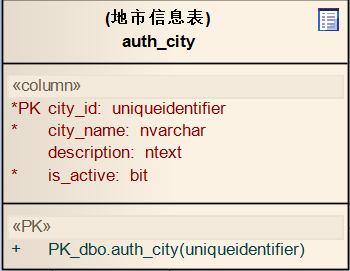 (地市信息表)
auth_city
«column»
*PK city_id: uniqueidentifier
* city_name: nvarchar
description: ntext
* is_active: bit
«PK»
+ PK_dbo.auth_city(uniqueidentifier)